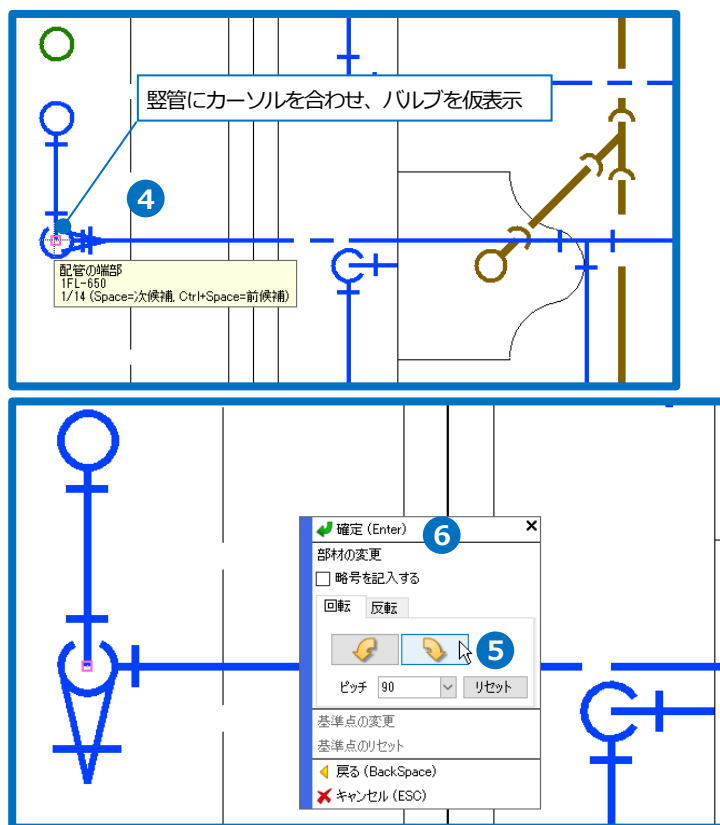 竪管にカーソルを合わせ、バルブを仮表示
4
配管の端部
1FL-650
1/14 (Space=次候補, Ctrl+Space=前候補)
確定 (Enter)
6
×
部材の変更
略号を記入する
回転 反転
5
ピッチ 90 リセット
基準点の変更
基準点のリセット
戻る (BackSpace)
キャンセル (ESC)